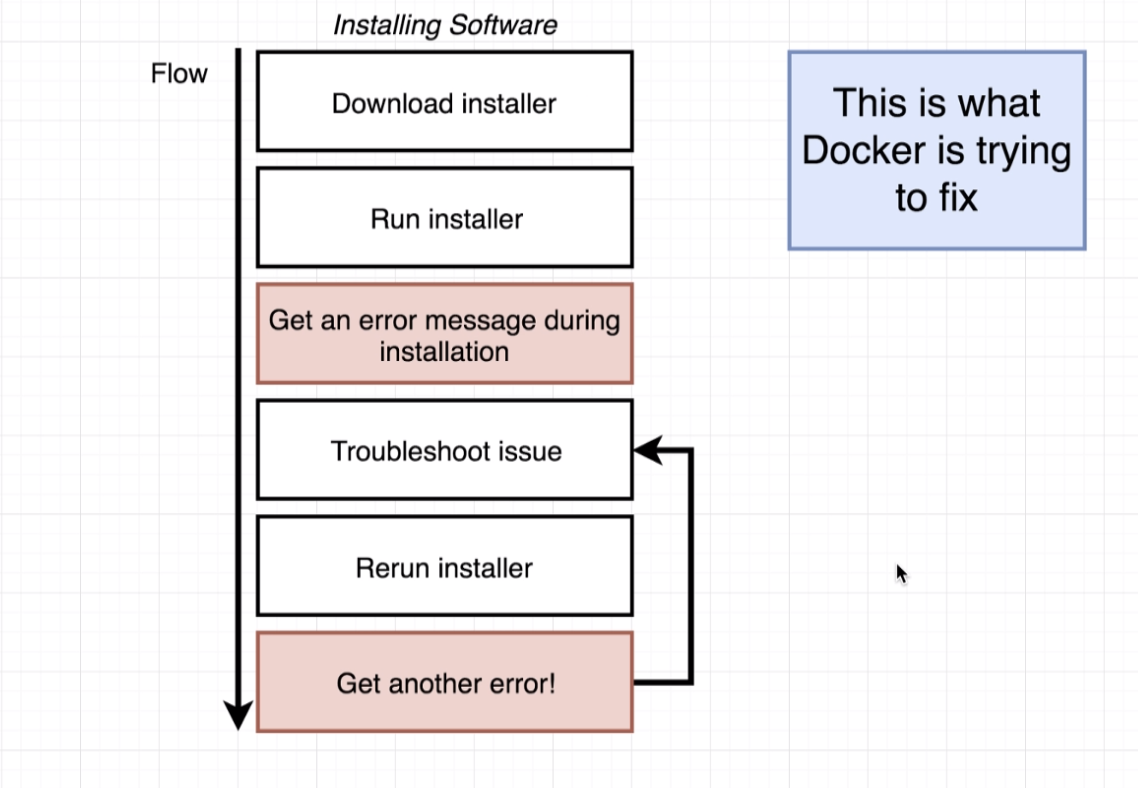 Installing Software
Flow
Download installer
Run installer
Get an error message during
installation
Troubleshoot issue
Rerun installer
Get another error!
This is what
Docker is trying
to fix